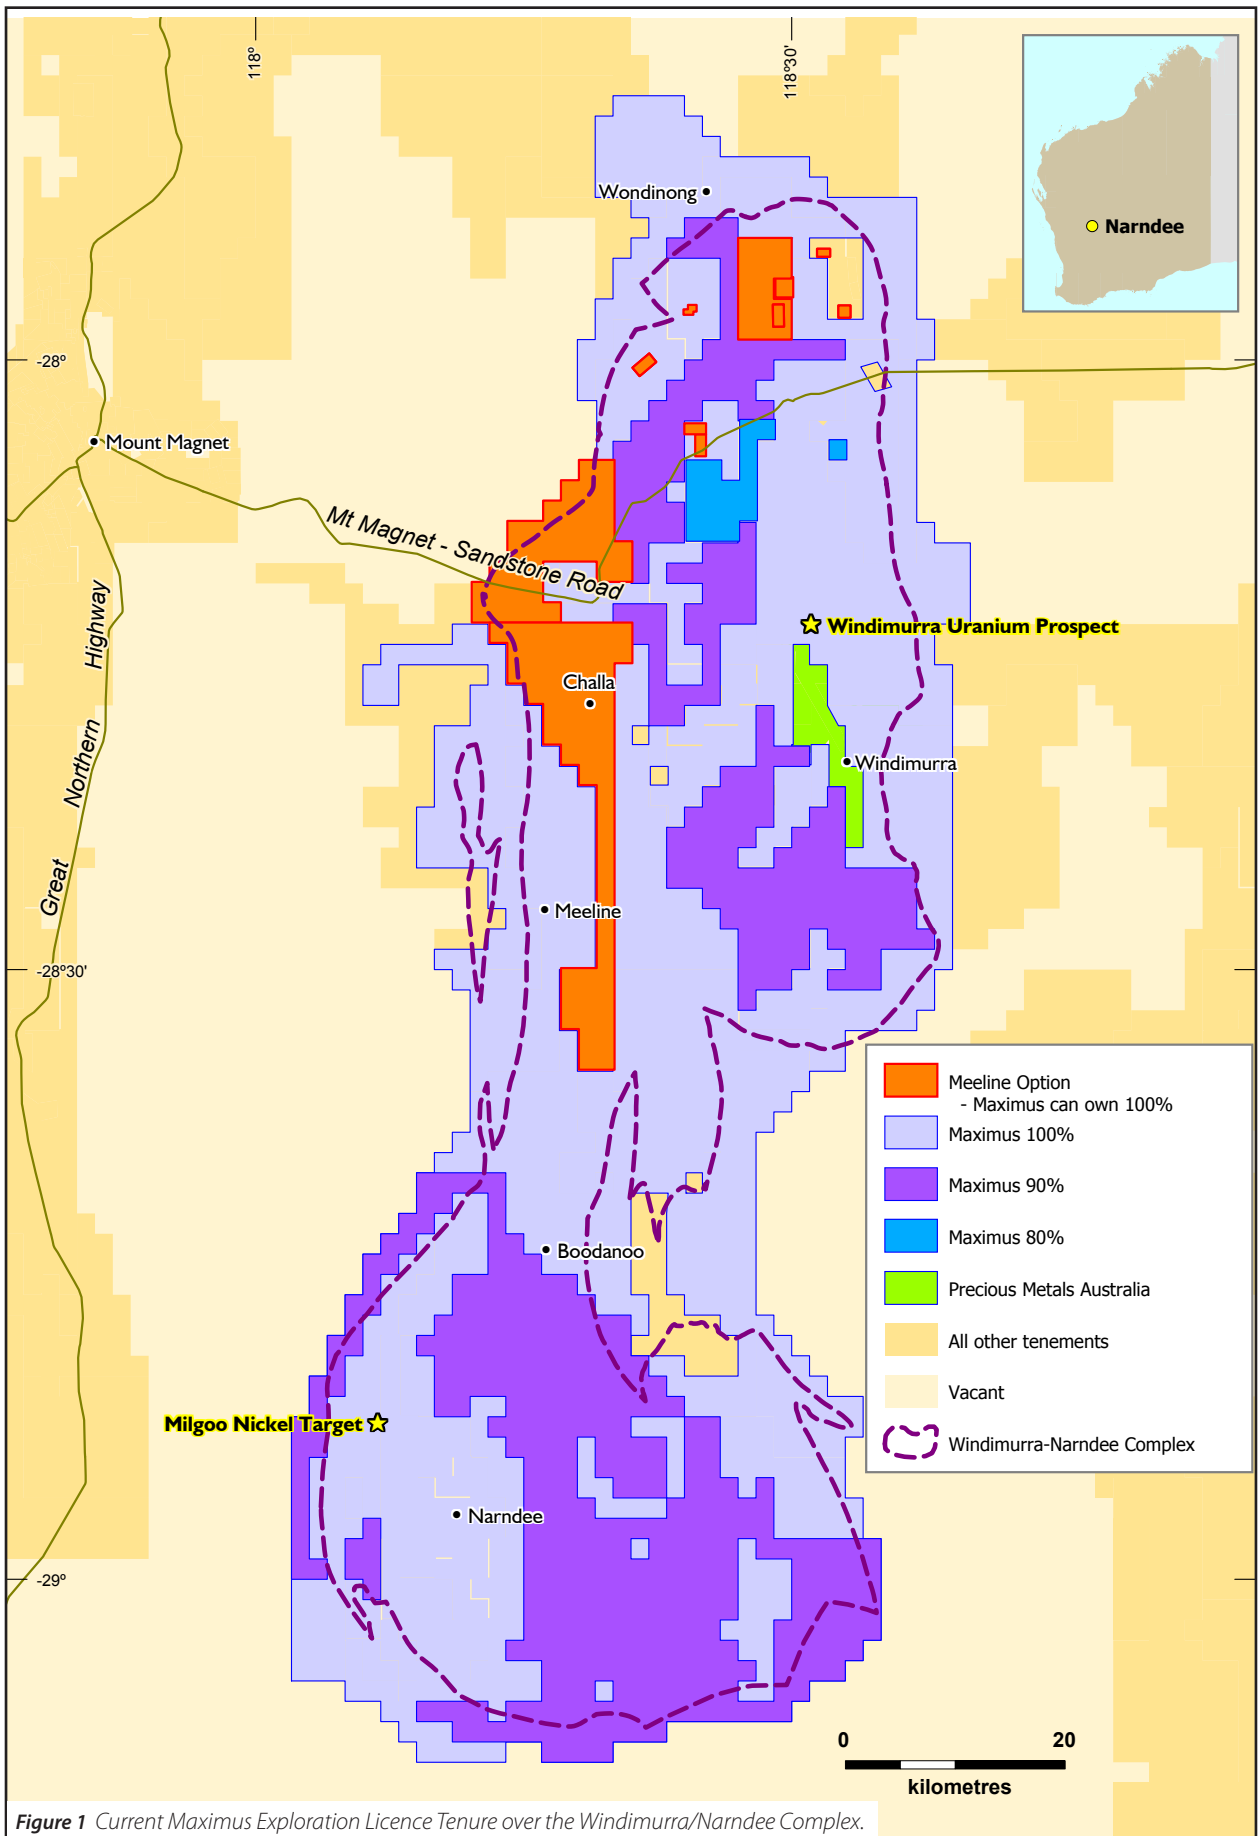 118°
118°30'
Wondinong
Narndee
-28°
Mount Magnet
Mt Magnet - Sandstone Road
Great Northern Highway
Windimurra Uranium Prospect
Challa
Windimurra
Meeline
-28°30'
Meeline Option
- Maximus can own 100%
Maximus 100%
Maximus 90%
Maximus 80%
Precious Metals Australia
All other tenements
Vacant
Windimurra-Narndee Complex
Boodanoo
Milgoo Nickel Target
Narndee
-29°
0 20
kilometres
Figure 1 Current Maximus Exploration Licence Tenure over the Windimurra/Narndee Complex.